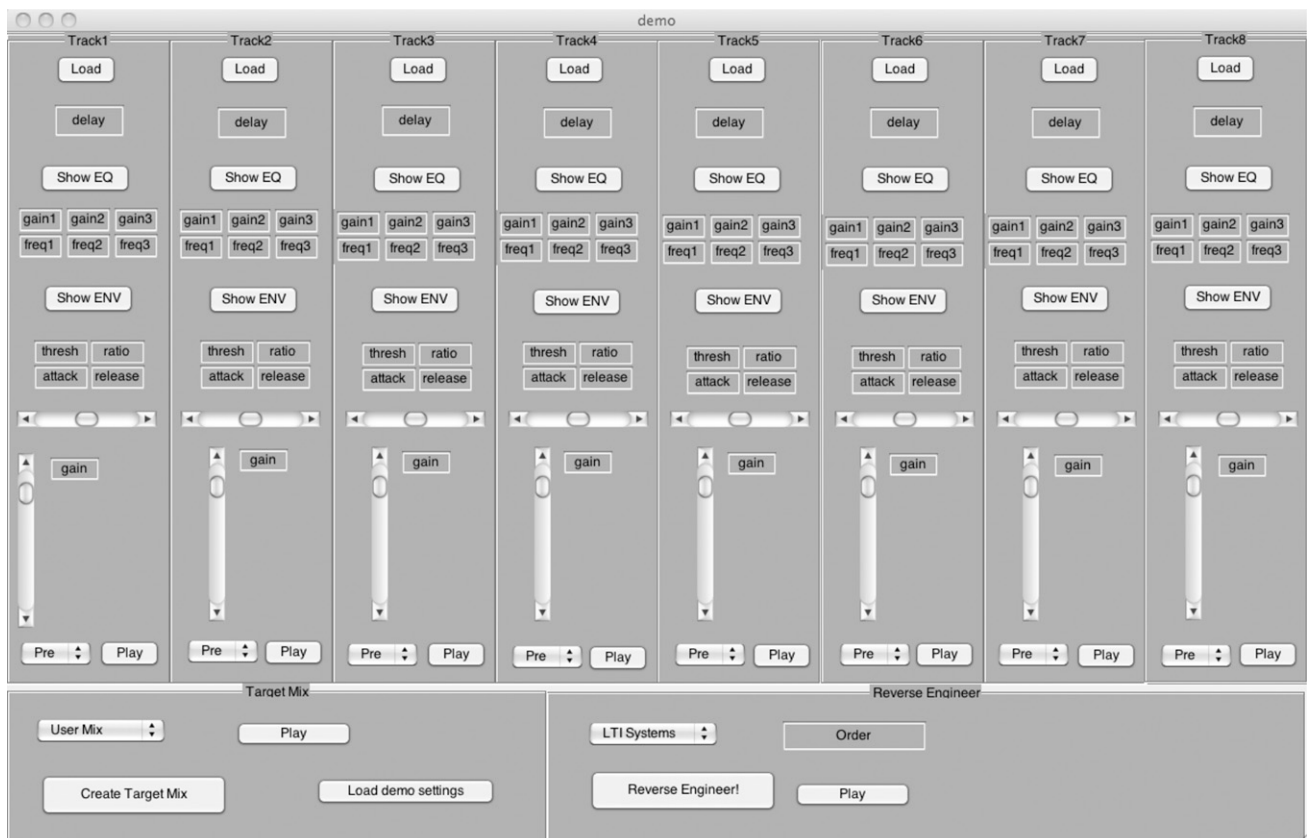 demo
Track1 Track2 Track3 Track4 Track5 Track6 Track7 Track8
Load Load Load Load Load Load Load Load
delay delay delay delay delay delay delay delay
Show EQ Show EQ Show EQ Show EQ Show EQ Show EQ Show EQ Show EQ
gain1 gain2 gain3 gain1 gain2 gain3 gain1 gain2 gain3 gain1 gain2 gain3 gain1 gain2 gain3 gain1 gain2 gain3 gain1 gain2 gain3 gain1 gain2 gain3
freq1 freq2 freq3 freq1 freq2 freq3 freq1 freq2 freq3 freq1 freq2 freq3 freq1 freq2 freq3 freq1 freq2 freq3 freq1 freq2 freq3 freq1 freq2 freq3
Show ENV Show ENV Show ENV Show ENV Show ENV Show ENV Show ENV Show ENV
thresh ratio thresh ratio thresh ratio thresh ratio thresh ratio thresh ratio thresh ratio thresh ratio
attack release attack release attack release attack release attack release attack release attack release attack release
gain gain gain gain gain gain gain gain
Pre Play Pre Play Pre Play Pre Play Pre Play Pre Play Pre Play Pre Play
Target Mix Reverse Engineer
User Mix Play LTI Systems Order
Create Target Mix Load demo settings Reverse Engineer! Play